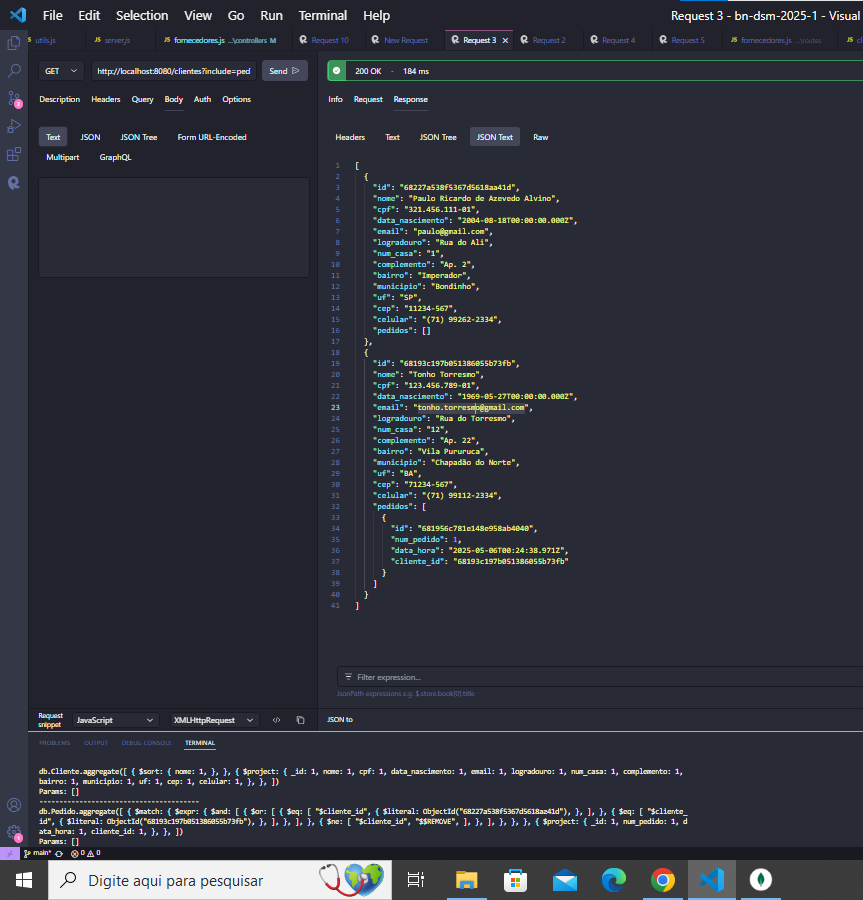 File Edit Selection View Go Run Terminal Help Request 3 - bn-dsm-2025-1 - Visual
utils.js JS server.js JS fornecedores.js ...\controllers M Request 10 New Request Request 3 × Request 2 Request 4 Request 5 JS fornecedores.js ...\routes JS cl
GET http://localhost:8080/clientes?include=ped Send
200 OK · 184 ms
Description Headers Query Body Auth Options
Info Request Response
Text JSON JSON Tree Form URL-Encoded
Multipart GraphQL
Headers Text JSON Tree JSON Text Raw
1 [
2 {
3 "id": "68227a538f5367d5618aa41d",
4 "nome": "Paulo Ricardo de Azevedo Alvino",
5 "cpf": "321.456.111-01",
6 "data_nascimento": "2004-08-18T00:00:00.000Z",
7 "email": "paulo@gmail.com",
8 "logradouro": "Rua do Ali",
9 "num_casa": "1",
10 "complemento": "Ap. 2",
11 "bairro": "Imperador",
12 "municipio": "Bondinho",
13 "uf": "SP",
14 "cep": "11234-567",
15 "celular": "(71) 99262-2334",
16 "pedidos": []
17 },
18 {
19 "id": "68193c197b051386055b73fb",
20 "nome": "Tonho Torresmo",
21 "cpf": "123.456.789-01",
22 "data_nascimento": "1969-05-27T00:00:00.000Z",
23 "email": "tonho.torresmo@gmail.com",
24 "logradouro": "Rua do Torresmo",
25 "num_casa": "12",
26 "complemento": "Ap. 22",
27 "bairro": "Vila Pururuca",
28 "municipio": "Chapadão do Norte",
29 "uf": "BA",
30 "cep": "71234-567",
31 "celular": "(71) 99112-2334",
32 "pedidos": [
33 {
34 "id": "681956c781e148e958ab4040",
35 "num_pedido": 1,
36 "data_hora": "2025-05-06T00:24:38.971Z",
37 "cliente_id": "68193c197b051386055b73fb"
38 }
39 ]
40 }
41 ]
Filter expression...
JsonPath expressions e.g. $.store.book[0].title
Request snippet JavaScript XMLHttpRequest </> JSON to
PROBLEMS OUTPUT DEBUG CONSOLE TERMINAL
db.Cliente.aggregate([ { $sort: { nome: 1, }, }, { $project: { _id: 1, nome: 1, cpf: 1, data_nascimento: 1, email: 1, logradouro: 1, num_casa: 1, complemento: 1,
bairro: 1, municipio: 1, uf: 1, cep: 1, celular: 1, }, }, ])
Params: []
----------------------------------------
db.Pedido.aggregate([ { $match: { $expr: { $and: [ { $or: [ { $eq: [ "$cliente_id", { $literal: ObjectId("68227a538f5367d5618aa41d"), }, ], }, { $eq: [ "$cliente_
id", { $literal: ObjectId("68193c197b051386055b73fb"), }, ], }, ], }, { $ne: [ "$cliente_id", "$$REMOVE", ], }, ], }, }, }, { $project: { _id: 1, num_pedido: 1, d
ata_hora: 1, cliente_id: 1, }, }, ])
Params: []
main* 0 0
Digite aqui para pesquisar